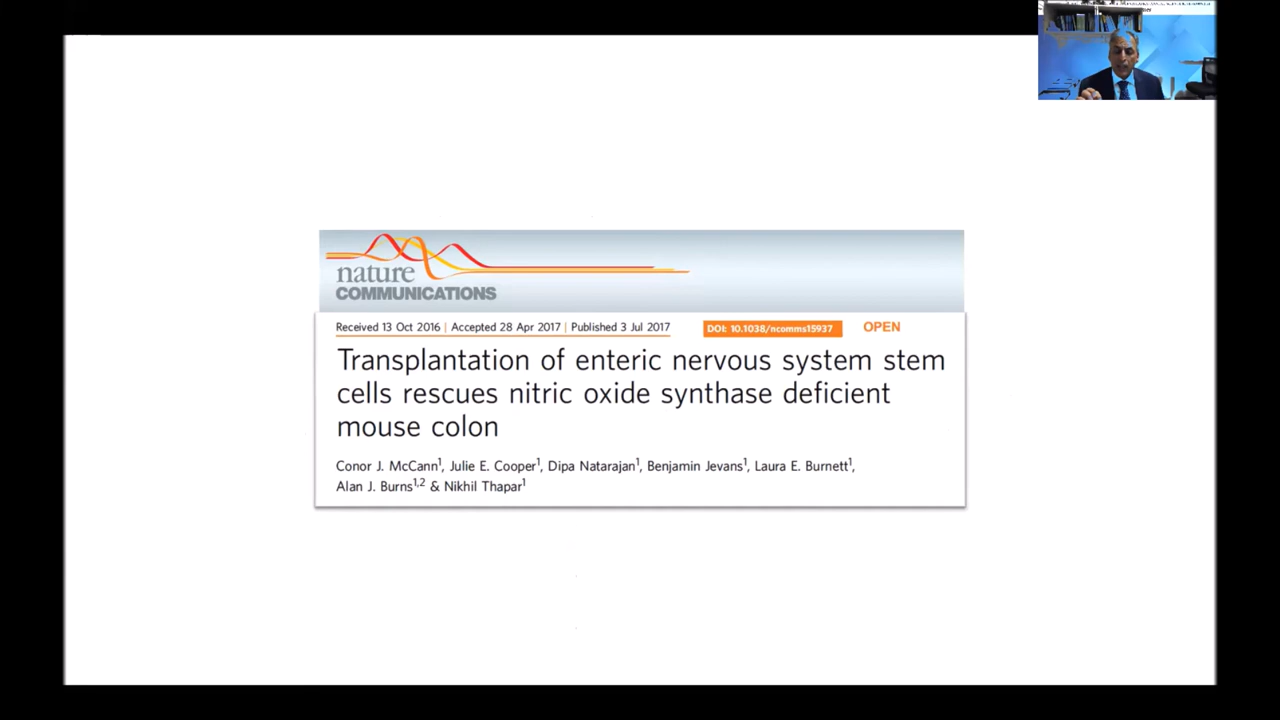 nature
COMMUNICATIONS
Received 13 Oct 2016 | Accepted 28 Apr 2017 | Published 3 Jul 2017
DOI: 10.1038/ncomms15937
OPEN
Transplantation of enteric nervous system stem
cells rescues nitric oxide synthase deficient
mouse colon
Conor J. McCann¹, Julie E. Cooper¹, Dipa Natarajan¹, Benjamin Jevans¹, Laura E. Burnett¹,
Alan J. Burns¹,² & Nikhil Thapar¹